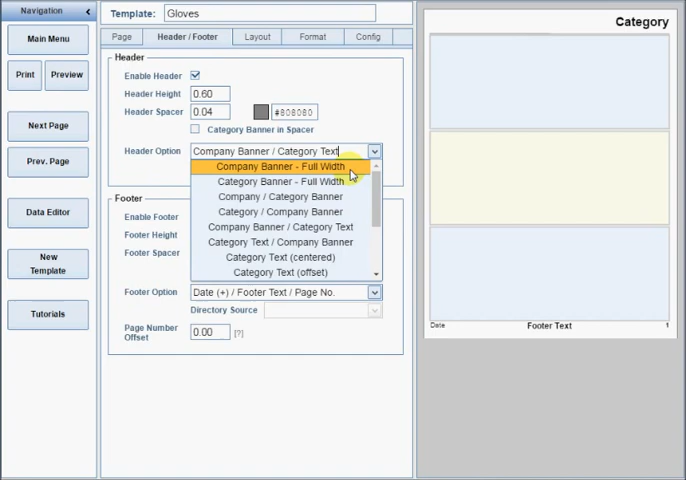 Navigation
Template:
Gloves
Main Menu
Print
Preview
Next Page
Prev. Page
Data Editor
New
Template
Tutorials
Page
Header / Footer
Layout
Format
Config
Header
Enable Header
Header Height
0.60
Header Spacer
0.04
#808080
Category Banner in Spacer
Header Option
Company Banner / Category Text
Company Banner - Full Width
Category Banner - Full Width
Company / Category Banner
Category / Company Banner
Company Banner / Category Text
Category Text / Company Banner
Category Text (centered)
Category Text (offset)
Footer
Enable Footer
Footer Height
Footer Spacer
Footer Option
Date (+) / Footer Text / Page No.
Directory Source
Page Number
Offset
0.00
[?]
Category
Date
Footer Text
1